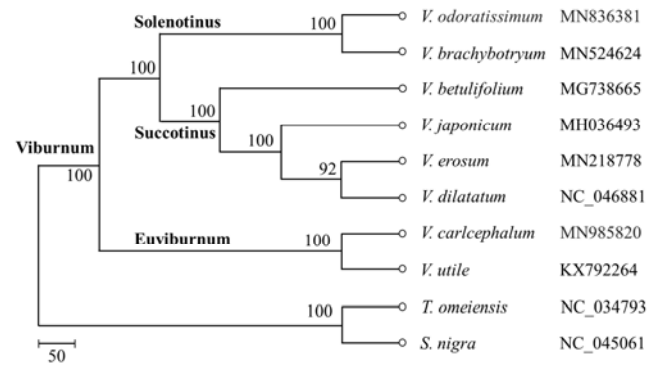 Solenotinus
100
V. odoratissimum MN836381
V. brachybotryum MN524624
100
100
V. betulifolium MG738665
Succotinus
100
V. japonicum MH036493
Viburnum
100
92
V. erosum MN218778
V. dilatatum NC_046881
Euviburnum
100
V. carlcephalum MN985820
V. utile KX792264
100
T. omeiensis NC_034793
S. nigra NC_045061
50